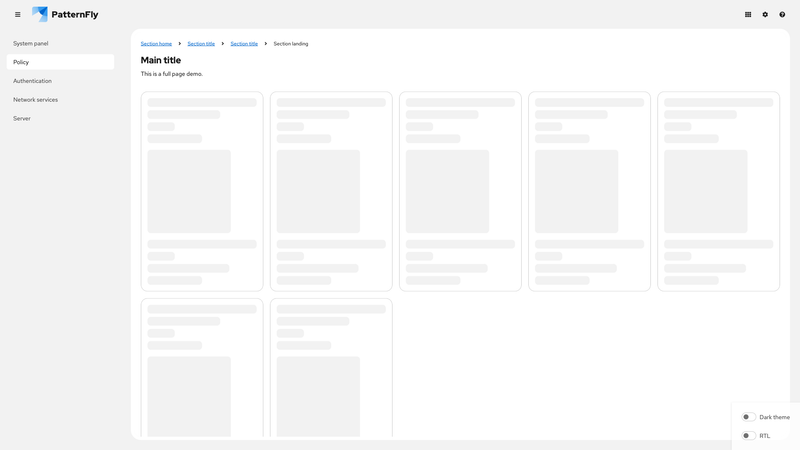 PatternFly
System panel
Policy
Authentication
Network services
Server
Section home Section title Section title Section landing
Main title
This is a full page demo.
Dark theme
RTL